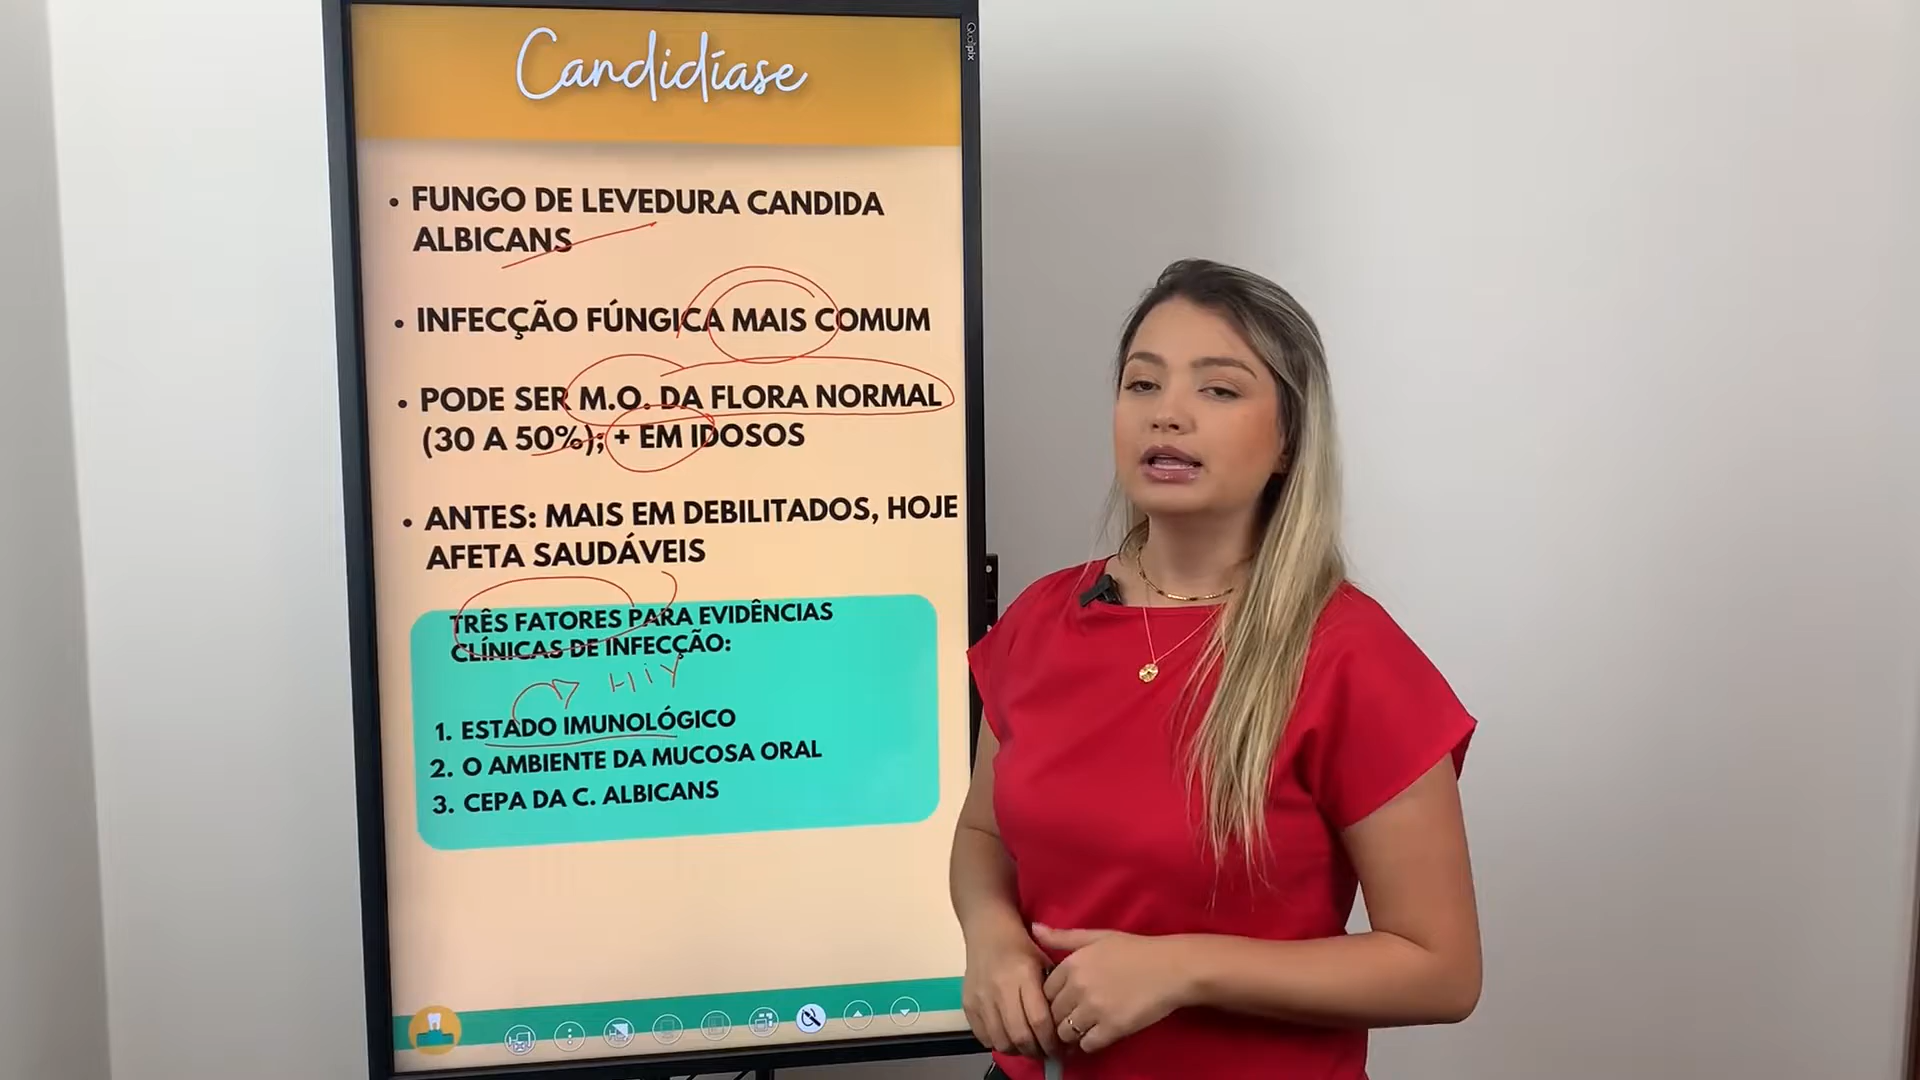 Candidíase
• FUNGO DE LEVEDURA CANDIDA
ALBICANS
• INFECÇÃO FÚNGICA MAIS COMUM
• PODE SER M.O. DA FLORA NORMAL
(30 A 50%); + EM IDOSOS
• ANTES: MAIS EM DEBILITADOS, HOJE
AFETA SAUDÁVEIS
TRÊS FATORES PARA EVIDÊNCIAS
CLÍNICAS DE INFECÇÃO:
HiV
1. ESTADO IMUNOLÓGICO
2. O AMBIENTE DA MUCOSA ORAL
3. CEPA DA C. ALBICANS